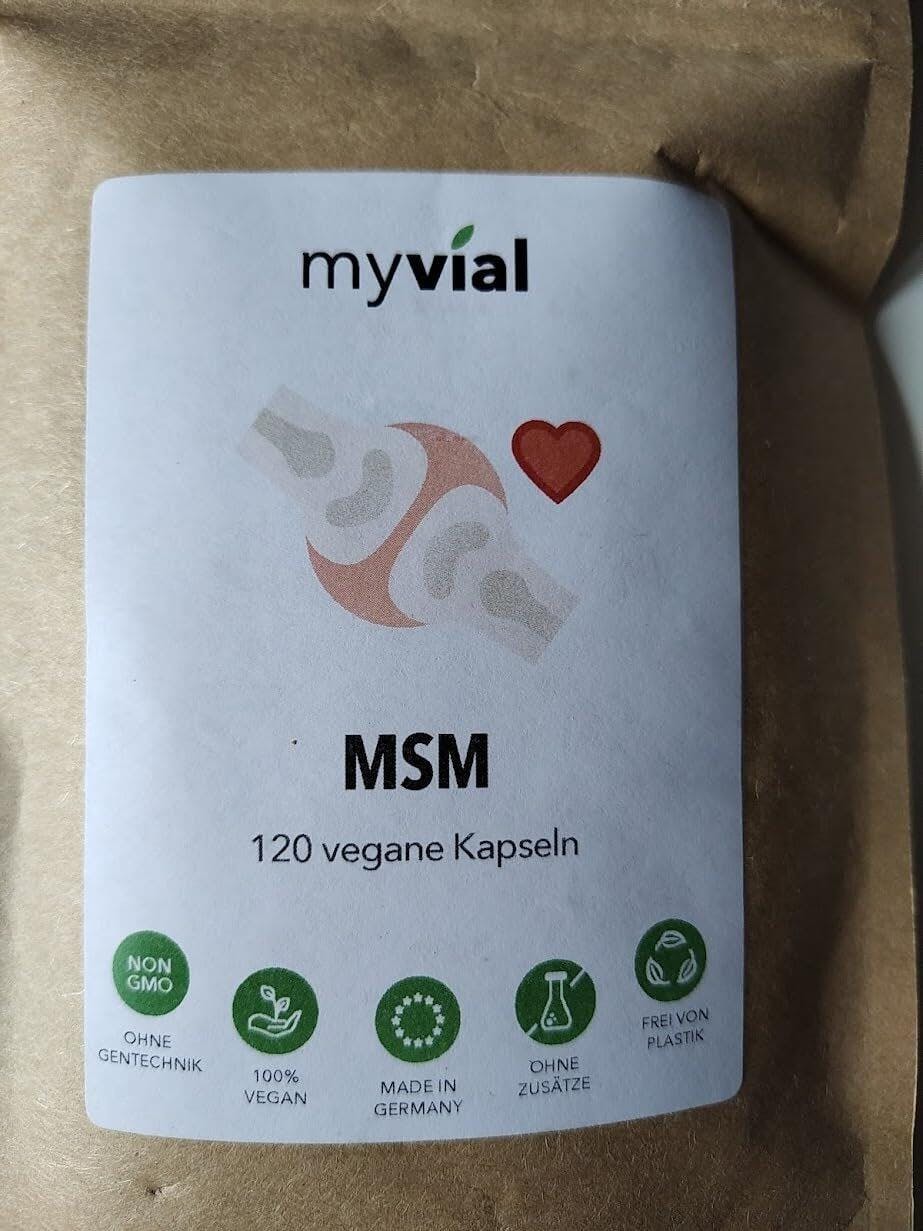 myvial
MSM
120 vegane Kapseln
NON
GMO
OHNE
GENTECHNIK
100%
VEGAN
MADE IN
GERMANY
OHNE
ZUSÄTZE
FREI VON
PLASTIK